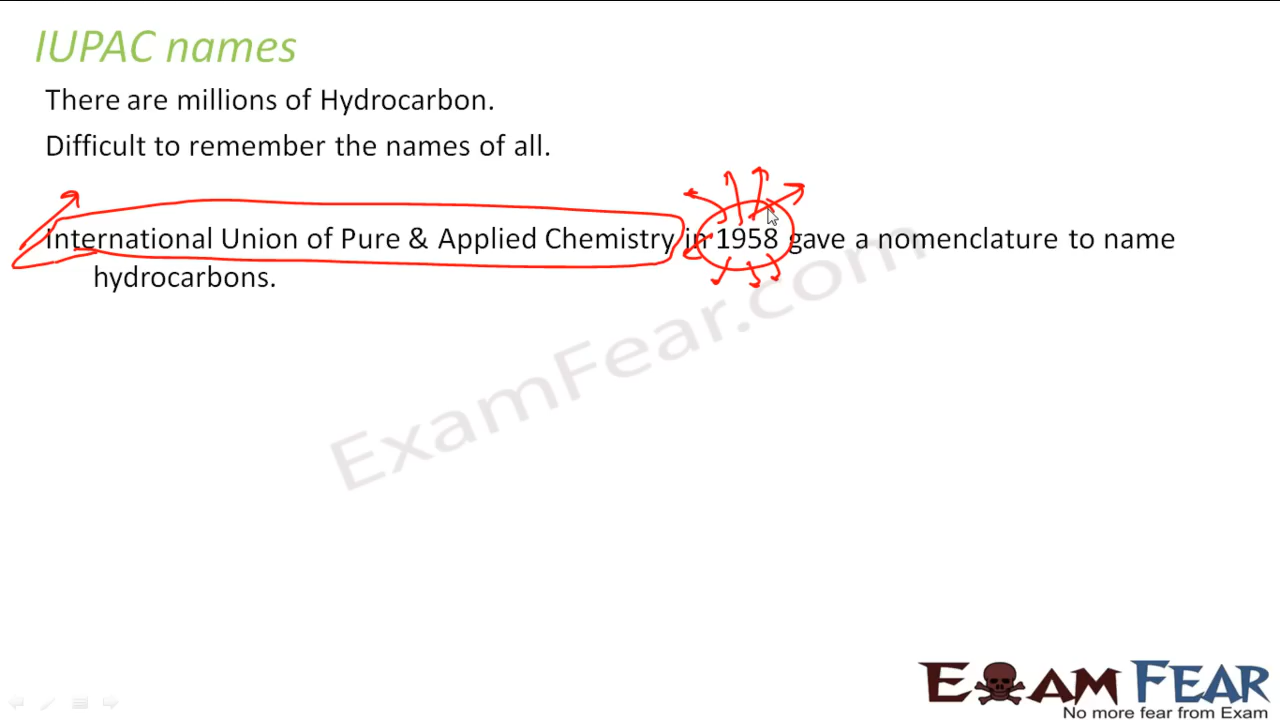 IUPAC names
There are millions of Hydrocarbon.
Difficult to remember the names of all.
International Union of Pure & Applied Chemistry in 1958 gave a nomenclature to name
hydrocarbons.
ExamFear.com
EXAM FEAR
No more fear from Exam